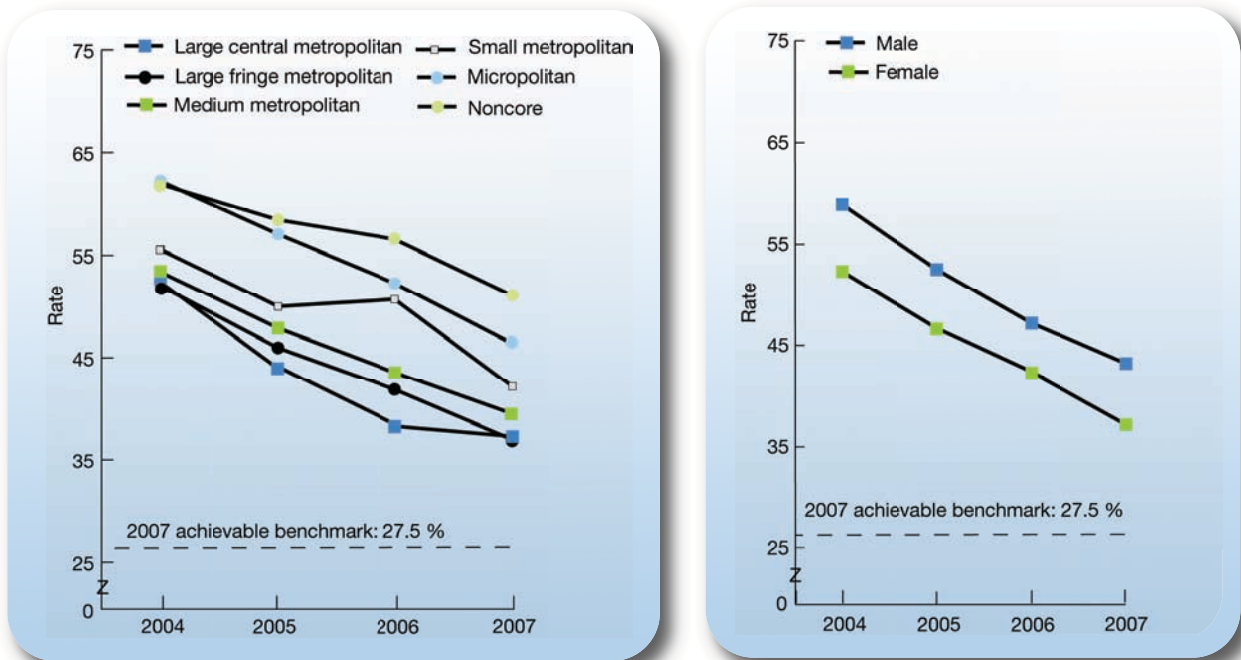 75
Large central metropolitan
Small metropolitan
Large fringe metropolitan
Micropolitan
Medium metropolitan
Noncore
65
55
Rate
45
35
2007 achievable benchmark: 27.5 %
25
Z
0
2004 2005 2006 2007
75
Male
Female
65
55
Rate
45
35
2007 achievable benchmark: 27.5 %
25
Z
0
2004 2005 2006 2007